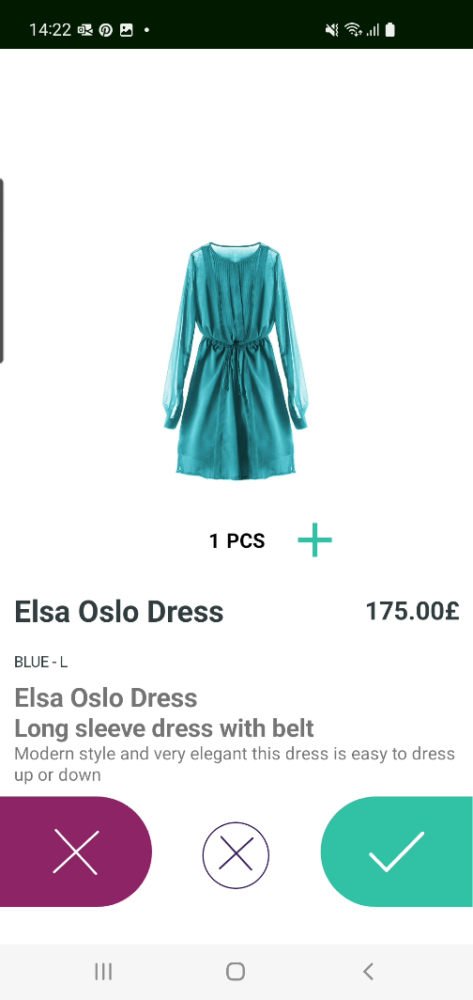 14:22
1 PCS
Elsa Oslo Dress 175.00£
BLUE - L
Elsa Oslo Dress
Long sleeve dress with belt
Modern style and very elegant this dress is easy to dress
up or down